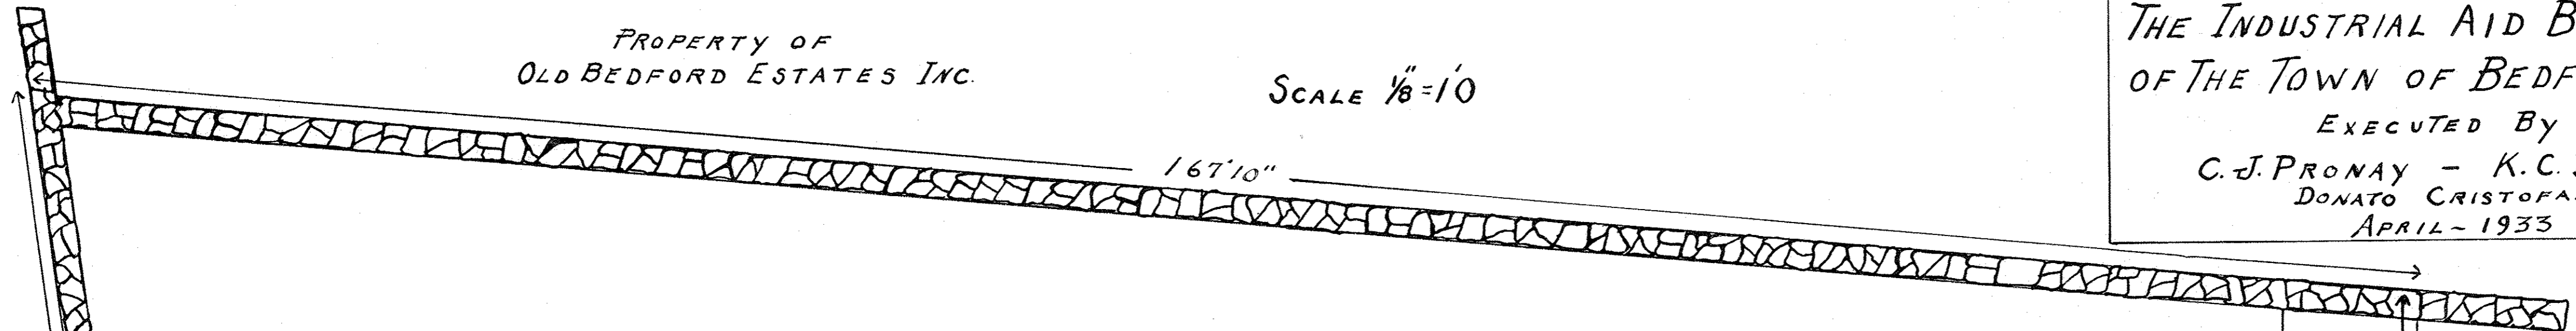 PROPERTY OF
OLD BEDFORD ESTATES INC.
SCALE 1/8"=1'0
167'10"
THE INDUSTRIAL AID B
OF THE TOWN OF BEDF
EXECUTED By
C.J. PRONAY – K.C.
DONATO CRISTOFA
APRIL ~ 1933